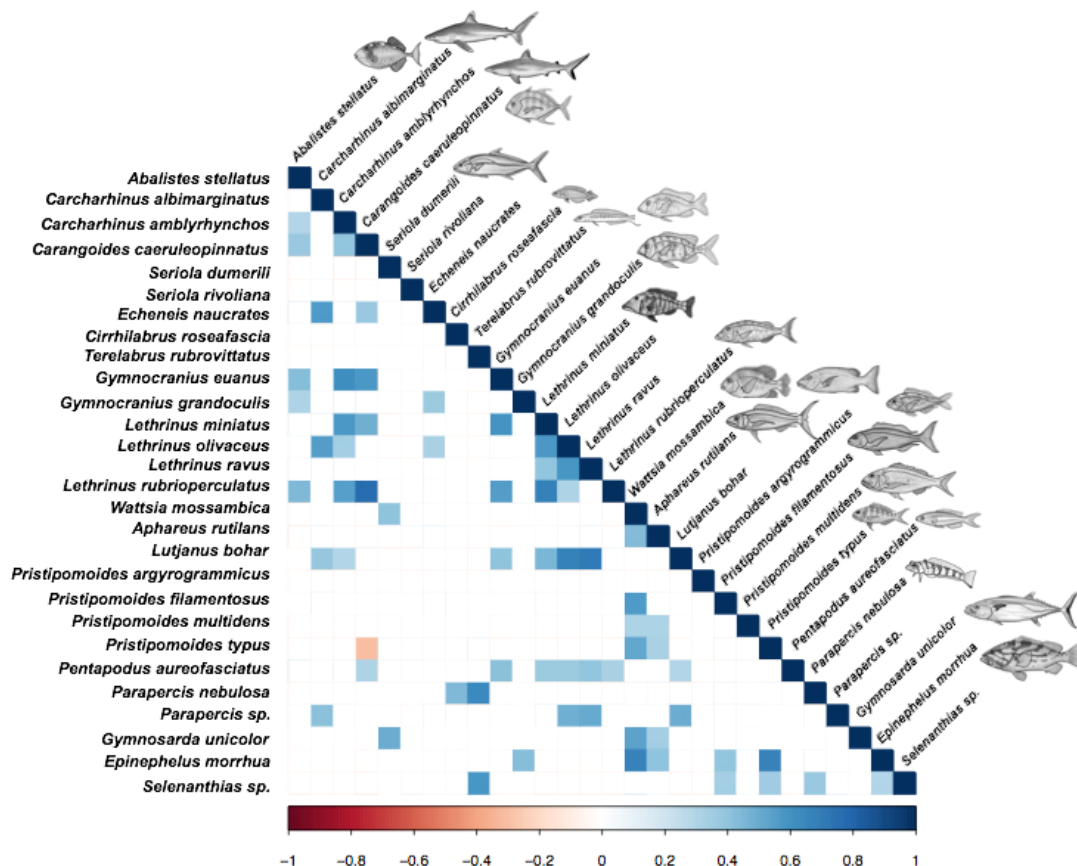 Abalistes stellatus
Carcharhinus albimarginatus
Carcharhinus amblyrhynchos
Carangoides caeruleopinnatus
Seriola dumerili
Seriola rivoliana
Echeneis naucrates
Cirrhilabrus roseafascia
Terelabrus rubrovittatus
Gymnocranius euanus
Gymnocranius grandoculis
Lethrinus miniatus
Lethrinus olivaceus
Lethrinus ravus
Lethrinus rubrioperculatus
Wattsia mossambica
Aphareus rutilans
Lutjanus bohar
Pristipomoides argyrogrammicus
Pristipomoides filamentosus
Pristipomoides multidens
Pristipomoides typus
Pentapodus aureofasciatus
Parapercis nebulosa
Parapercis sp.
Gymnosarda unicolor
Epinephelus morrhua
Selenanthias sp.
Abalistes stellatus
Carcharhinus albimarginatus
Carcharhinus amblyrhynchos
Carangoides caeruleopinnatus
Seriola dumerili
Seriola rivoliana
Echeneis naucrates
Cirrhilabrus roseafascia
Terelabrus rubrovittatus
Gymnocranius euanus
Gymnocranius grandoculis
Lethrinus miniatus
Lethrinus olivaceus
Lethrinus ravus
Lethrinus rubrioperculatus
Wattsia mossambica
Aphareus rutilans
Lutjanus bohar
Pristipomoides argyrogrammicus
Pristipomoides filamentosus
Pristipomoides multidens
Pristipomoides typus
Pentapodus aureofasciatus
Parapercis nebulosa
Parapercis sp.
Gymnosarda unicolor
Epinephelus morrhua
Selenanthias sp.
-1 -0.8 -0.6 -0.4 -0.2 0 0.2 0.4 0.6 0.8 1